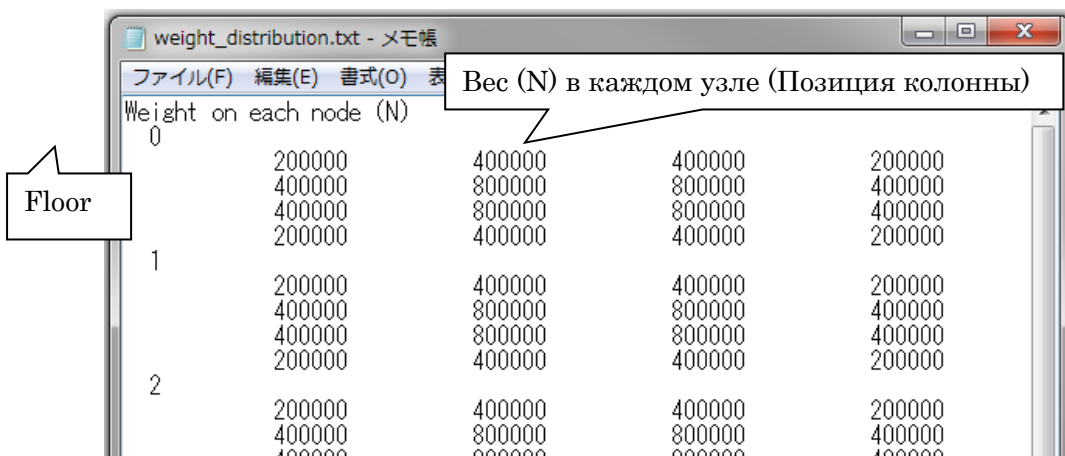 weight_distribution.txt - メモ帳
ファイル(F) 編集(E) 書式(O) 表
Вес (N) в каждом узле (Позиция колонны)
Weight on each node (N)
Floor
0
200000 400000 400000 200000
400000 800000 800000 400000
400000 800000 800000 400000
200000 400000 400000 200000
1
200000 400000 400000 200000
400000 800000 800000 400000
400000 800000 800000 400000
200000 400000 400000 200000
2
200000 400000 400000 200000
400000 800000 800000 400000